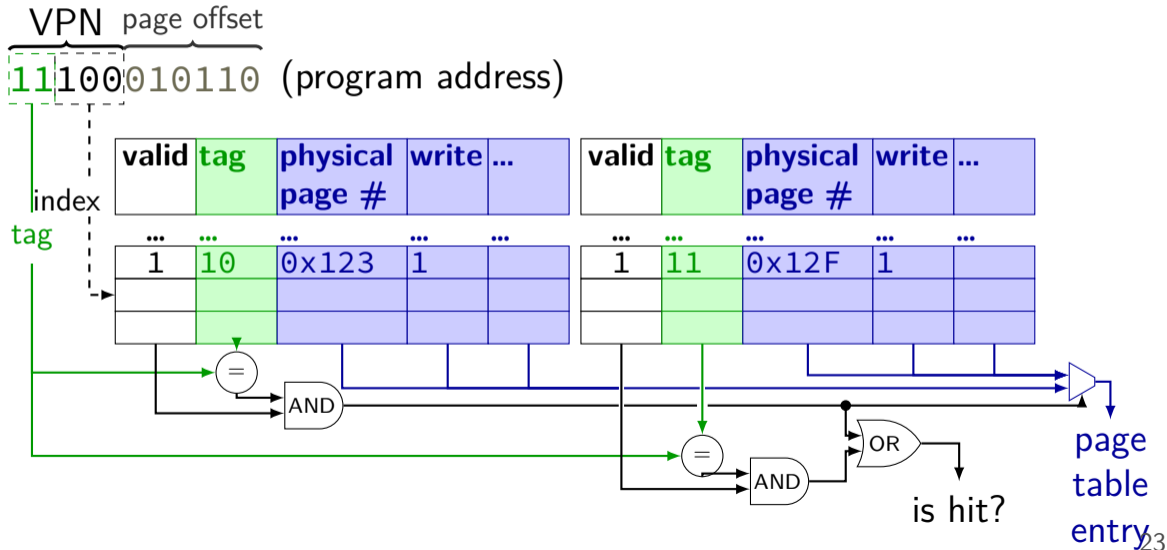 VPN page offset
11100010110 (program address)
valid tag physical page # write ...
valid tag physical page # write ...
index
tag
... ... ... ... ...
... ... ... ... ...
1 10 0x123 1
1 11 0x12F 1
=
AND
=
AND
OR
is hit?
page
table
entry
23